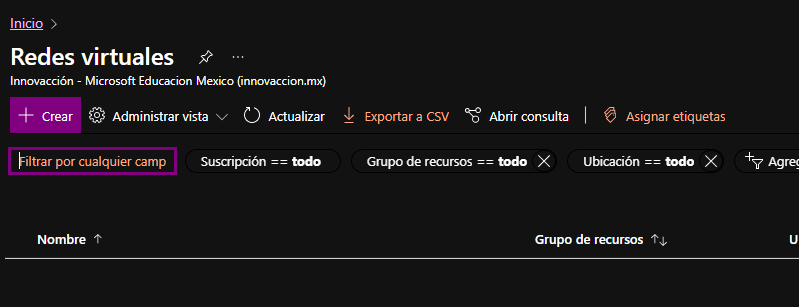 Inicio
Redes virtuales
Innovacción - Microsoft Educacion Mexico (innovaccion.mx)
Crear Administrar vista Actualizar Exportar a CSV Abrir consulta Asignar etiquetas
Filtrar por cualquier camp Suscripción == todo Grupo de recursos == todo Ubicación == todo Agreg
Nombre Grupo de recursos U